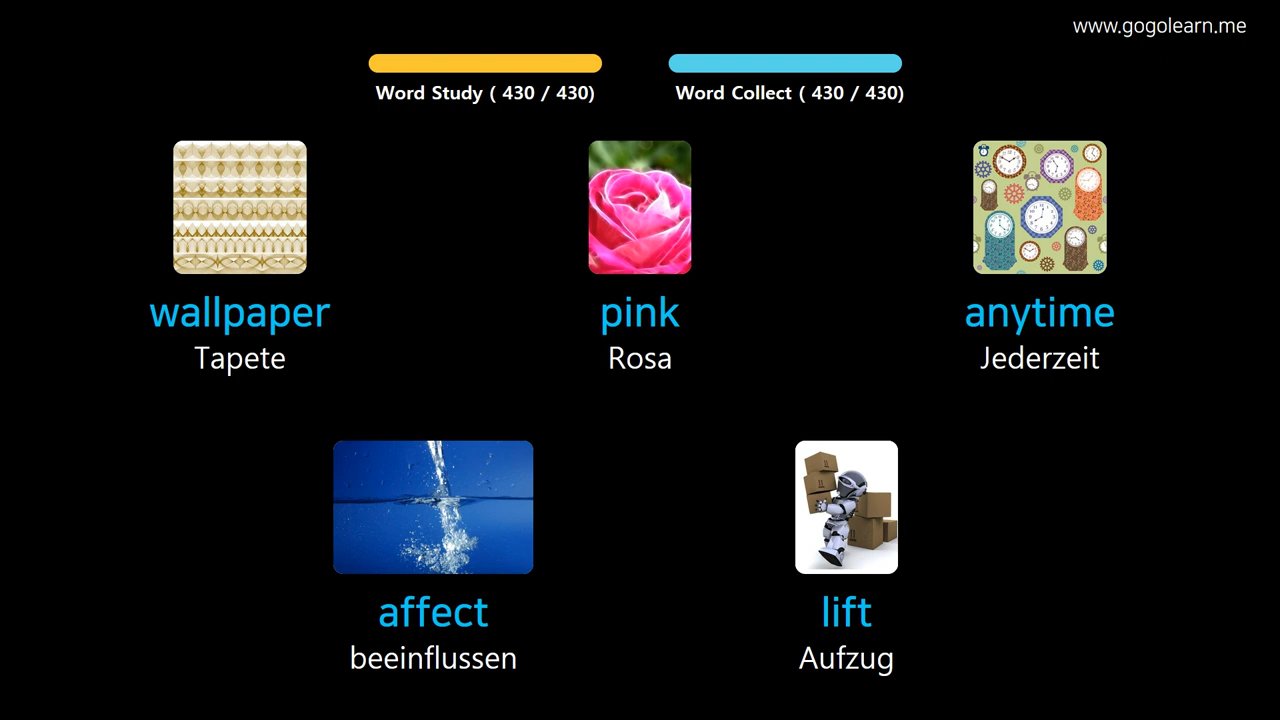 www.gogolearn.me
Word Study ( 430 / 430)
Word Collect ( 430 / 430)
wallpaper
Tapete
pink
Rosa
anytime
Jederzeit
affect
beeinflussen
lift
Aufzug